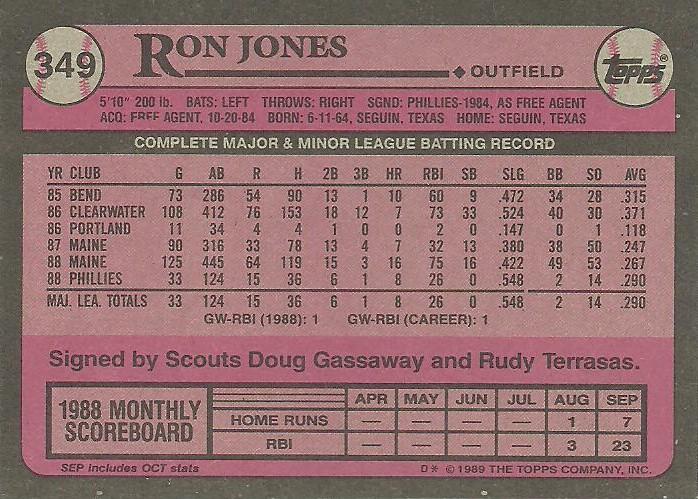 349
RON JONES
OUTFIELD
topps®
5'10" 200 lb. BATS: LEFT THROWS: RIGHT SGND: PHILLIES-1984, AS FREE AGENT
ACQ: FREE AGENT, 10-20-84 BORN: 6-11-64, SEGUIN, TEXAS HOME: SEGUIN, TEXAS
COMPLETE MAJOR & MINOR LEAGUE BATTING RECORD
YR CLUB G AB R H 2B 3B HR RBI SB SLG BB SO AVG
85 BEND 73 286 54 90 13 1 10 60 9 .472 34 28 .315
86 CLEARWATER 108 412 76 153 18 12 7 73 33 .524 40 30 .371
86 PORTLAND 11 34 4 4 1 0 0 2 0 .147 0 1 .118
87 MAINE 90 316 33 78 13 4 7 32 13 .380 38 50 .247
88 MAINE 125 445 64 119 15 3 16 75 16 .422 49 53 .267
88 PHILLIES 33 124 15 36 6 1 8 26 0 .548 2 14 .290
MAJ. LEA. TOTALS 33 124 15 36 6 1 8 26 0 .548 2 14 .290
GW-RBI (1988): 1 GW-RBI (CAREER): 1
Signed by Scouts Doug Gassaway and Rudy Terrasas.
1988 MONTHLY
SCOREBOARD
APR MAY JUN JUL AUG SEP
HOME RUNS — — — — 1 7
RBI — — — — 3 23
SEP includes OCT stats
D* © 1989 THE TOPPS COMPANY, INC.